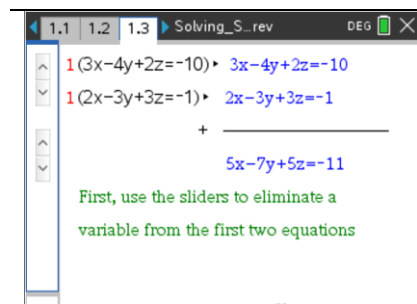 1.1 1.2 1.3 Solving_S...rev DEG
1(3x-4y+2z=-10)▸ 3x-4y+2z=-10
1(2x-3y+3z=-1)▸ 2x-3y+3z=-1
+
5x-7y+5z=-11
First, use the sliders to eliminate a
variable from the first two equations